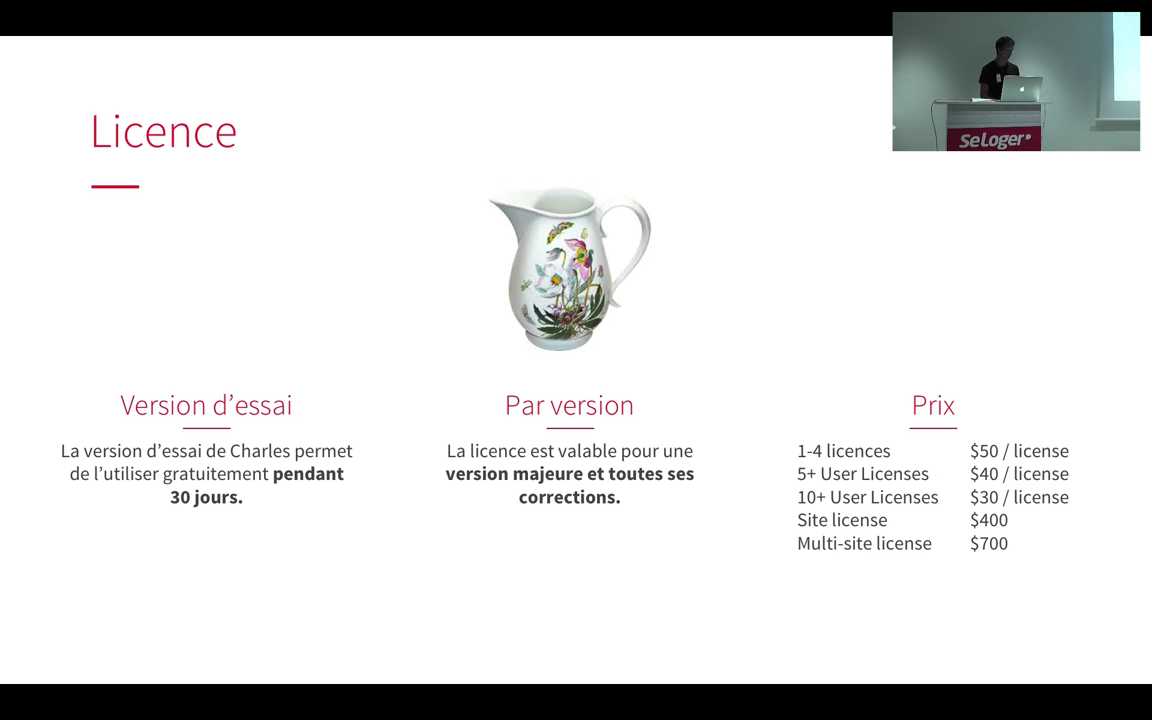 Licence
SeLoger
Version d’essai
La version d’essai de Charles permet
de l’utiliser gratuitement pendant
30 jours.
Par version
La licence est valable pour une
version majeure et toutes ses
corrections.
Prix
1-4 licences $50 / license
5+ User Licenses $40 / license
10+ User Licenses $30 / license
Site license $400
Multi-site license $700